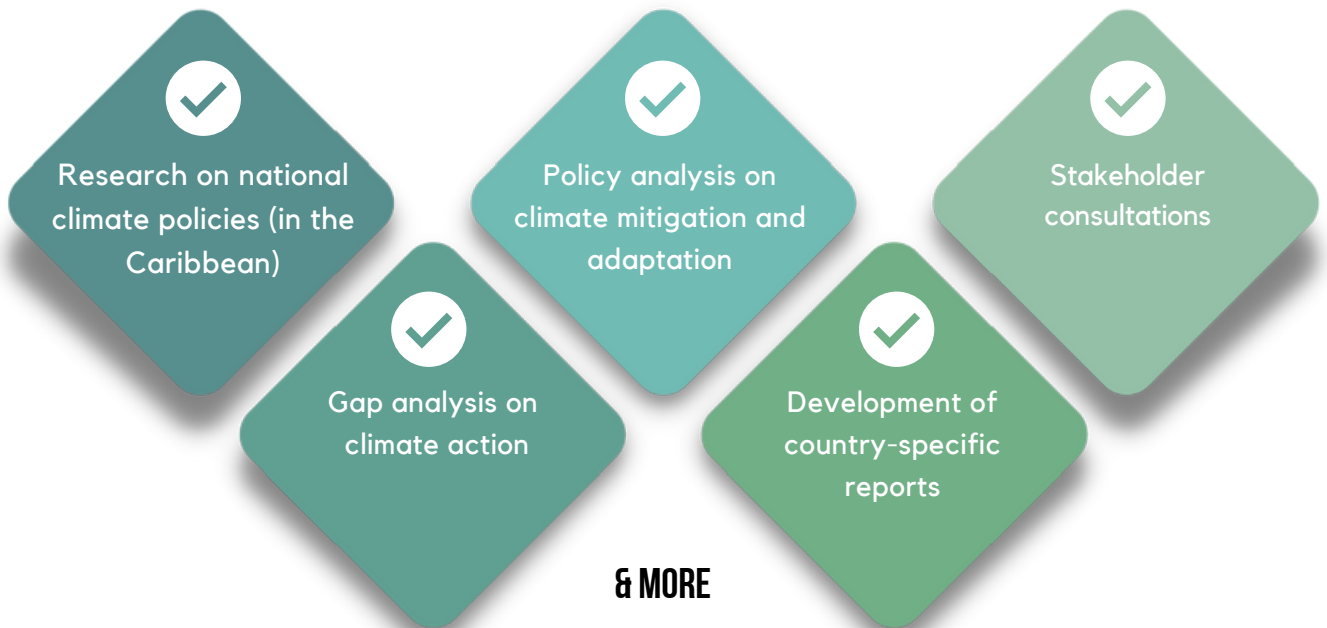 Research on national
climate policies (in the
Caribbean)
Gap analysis on
climate action
Policy analysis on
climate mitigation and
adaptation
Development of
country-specific
reports
Stakeholder
consultations
& MORE